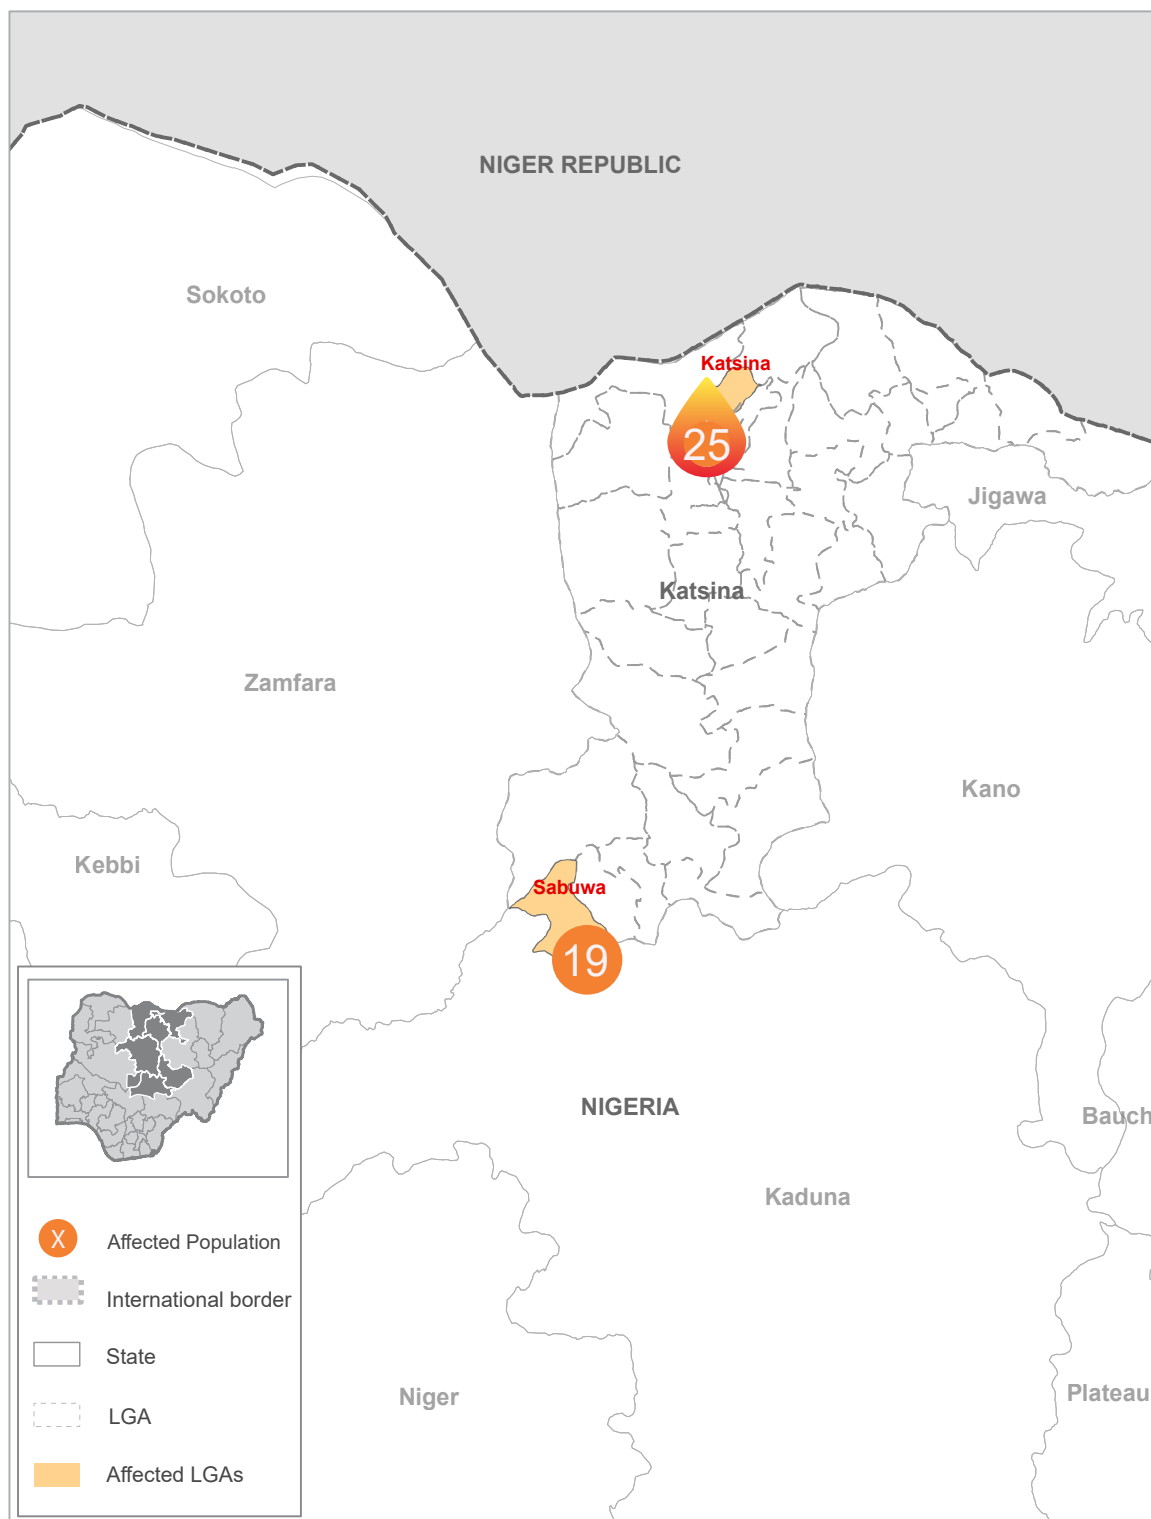 NIGER REPUBLIC
Sokoto
Katsina
25
Jigawa
Katsina
Zamfara
Kano
Kebbi
Sabuwa
19
NIGERIA
Bauch
Kaduna
Niger
Plateau
X Affected Population
International border
State
LGA
Affected LGAs